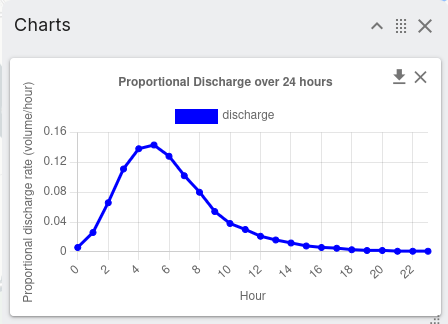 Charts
Proportional Discharge over 24 hours
discharge
Proportional discharge rate (volume/hour)
0.16
0.12
0.08
0.04
0
0 2 4 6 8 10 12 14 16 18 20 22
Hour